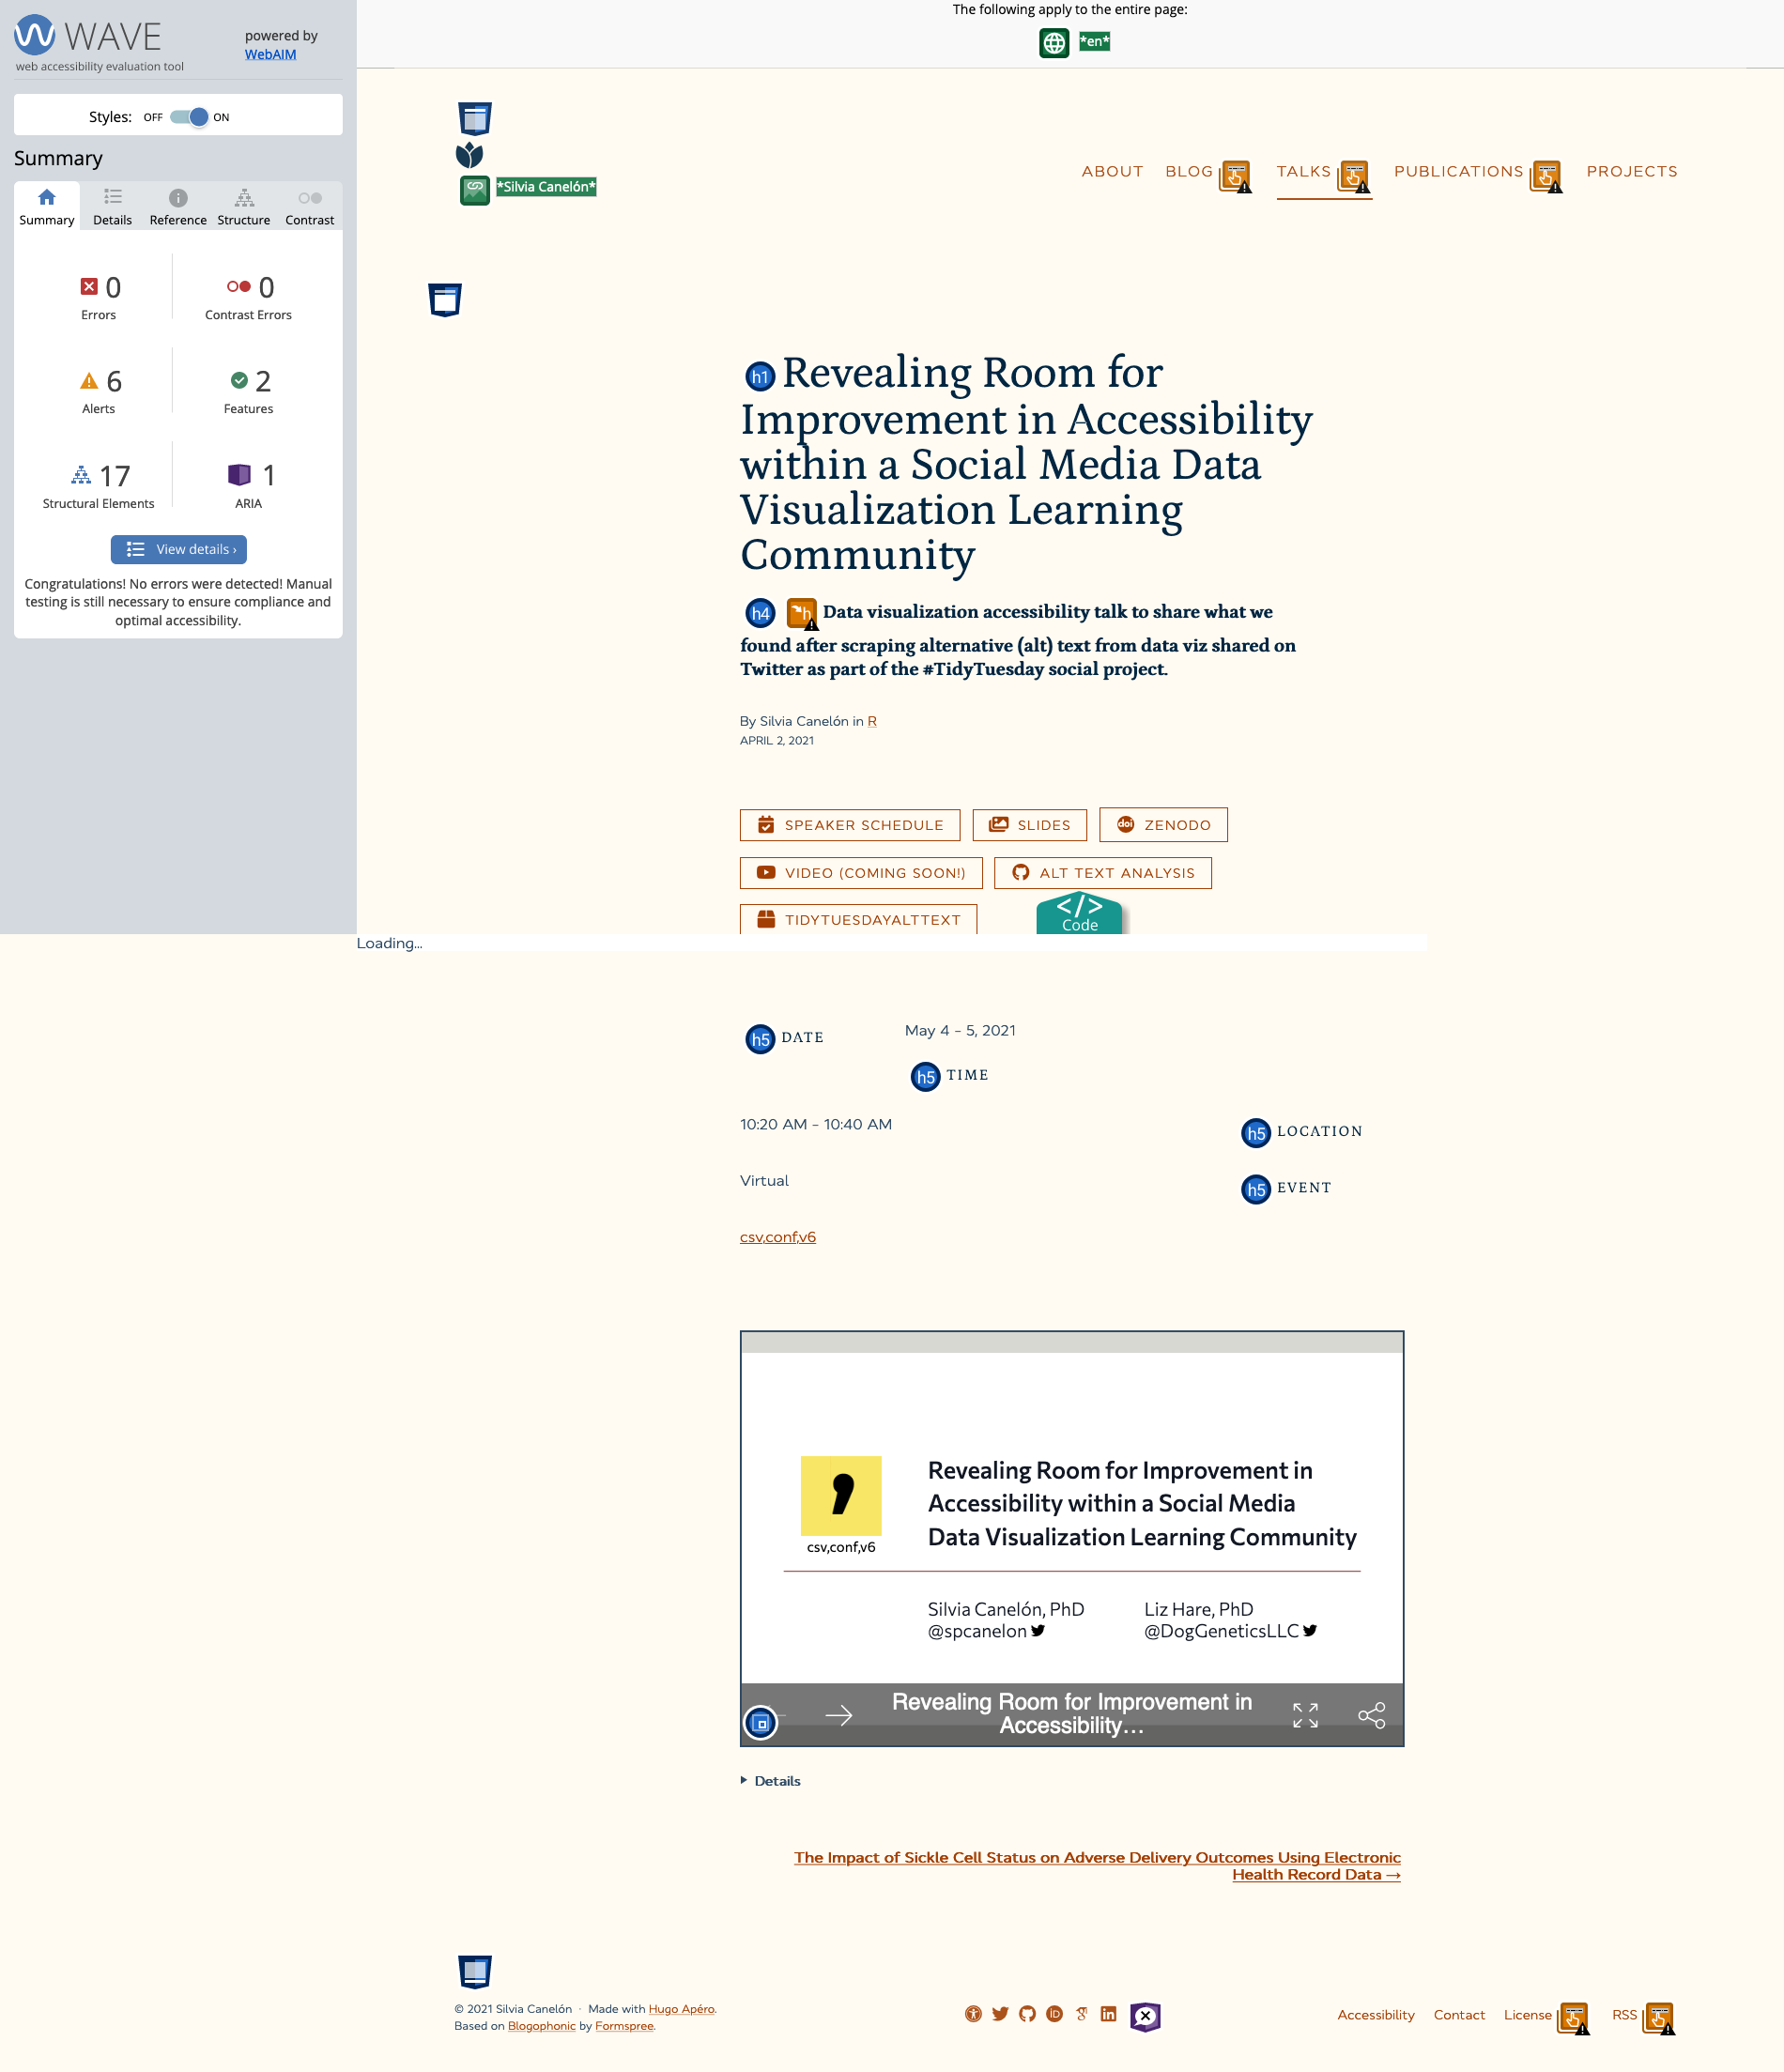 WAVE
web accessibility evaluation tool
powered by
WebAIM
Styles: OFF ON
Summary
Summary Details Reference Structure Contrast
0
Errors
0
Contrast Errors
6
Alerts
2
Features
17
Structural Elements
1
ARIA
View details ›
Congratulations! No errors were detected! Manual
testing is still necessary to ensure compliance and
optimal accessibility.
The following apply to the entire page:
*en*
*Silvia Canelón*
ABOUT BLOG TALKS PUBLICATIONS PROJECTS
h1 Revealing Room for
Improvement in Accessibility
within a Social Media Data
Visualization Learning
Community
h4 h Data visualization accessibility talk to share what we
found after scraping alternative (alt) text from data viz shared on
Twitter as part of the #TidyTuesday social project.
By Silvia Canelón in R
APRIL 2, 2021
SPEAKER SCHEDULE SLIDES doi ZENODO
VIDEO (COMING SOON!) ALT TEXT ANALYSIS
TIDYTUESDAYALTTEXT
</>
Code
Loading...
h5 DATE May 4 - 5, 2021
h5 TIME
10:20 AM - 10:40 AM h5 LOCATION
Virtual h5 EVENT
csv,conf,v6
csv,conf,v6
Revealing Room for Improvement in
Accessibility within a Social Media
Data Visualization Learning Community
Silvia Canelón, PhD Liz Hare, PhD
@spcanelon @DogGeneticsLLC
Revealing Room for Improvement in
Accessibility…
Details
The Impact of Sickle Cell Status on Adverse Delivery Outcomes Using Electronic
Health Record Data →
© 2021 Silvia Canelón · Made with Hugo Apéro.
Based on Blogophonic by Formspree.
iD in
Accessibility Contact License RSS